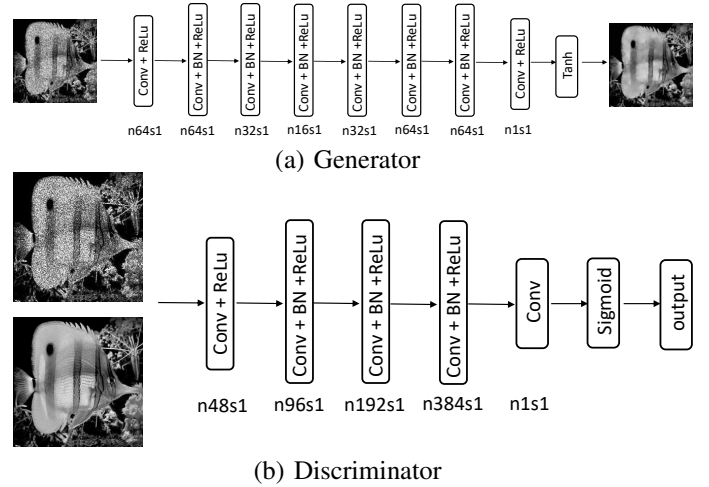 Conv + ReLu
Conv + BN +ReLu
Conv + BN +ReLu
Conv + BN +ReLu
Conv + BN +ReLu
Conv + BN +ReLu
Conv + BN +ReLu
Conv + ReLu
Tanh
n64s1 n64s1 n32s1 n16s1 n32s1 n64s1 n64s1 n1s1
(a) Generator
Conv + ReLu
Conv + BN +ReLu
Conv + BN +ReLu
Conv + BN +ReLu
Conv
Sigmoid
output
n48s1 n96s1 n192s1 n384s1 n1s1
(b) Discriminator